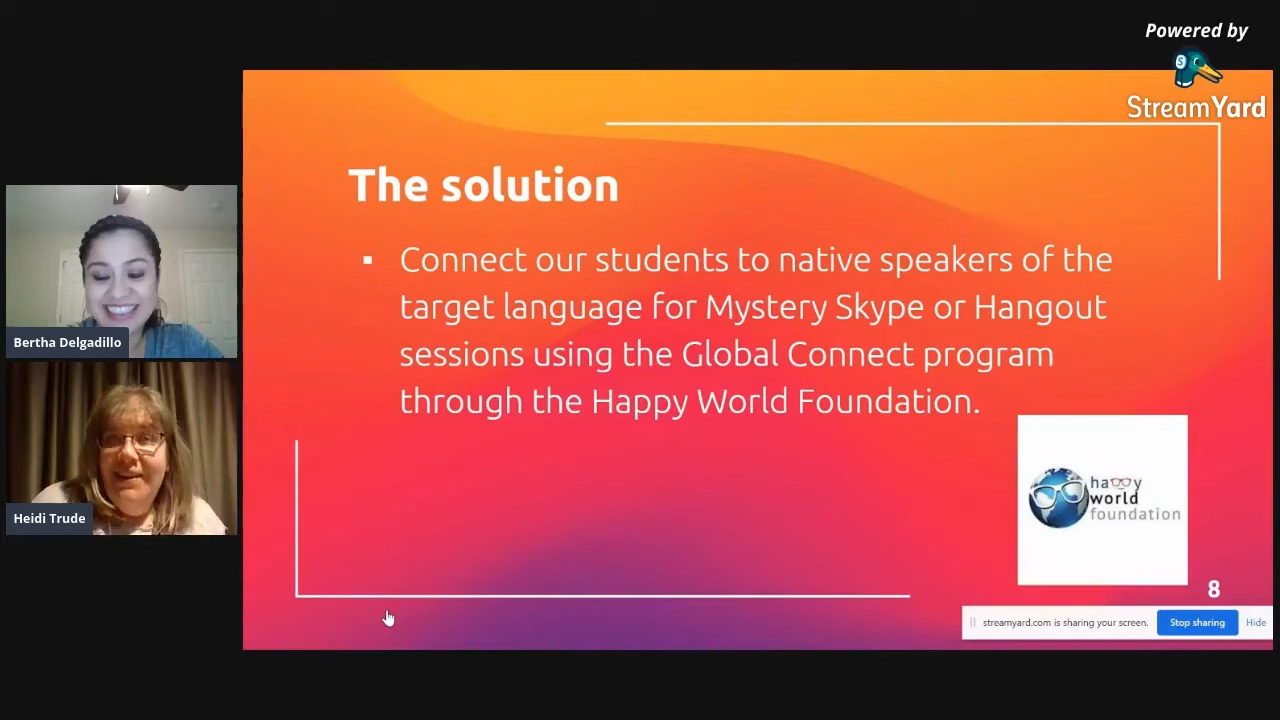 Powered by
StreamYard
The solution
▪ Connect our students to native speakers of the
target language for Mystery Skype or Hangout
sessions using the Global Connect program
through the Happy World Foundation.
Bertha Delgadillo
Heidi Trude
happy
world
foundation
8
streamyard.com is sharing your screen.
Stop sharing
Hide